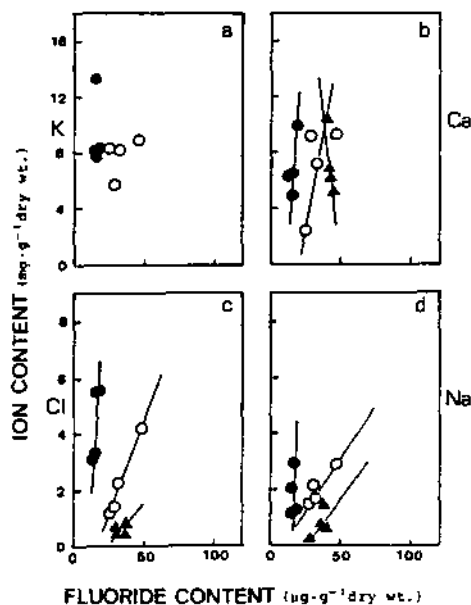 a
b
16
12
K
8
Ca
4
0
c
d
8
6
Cl
4
Na
2
0
0
50
100
0
50
100
ION CONTENT (mg·g⁻¹dry wt.)
FLUORIDE CONTENT (µg·g⁻¹dry wt.)